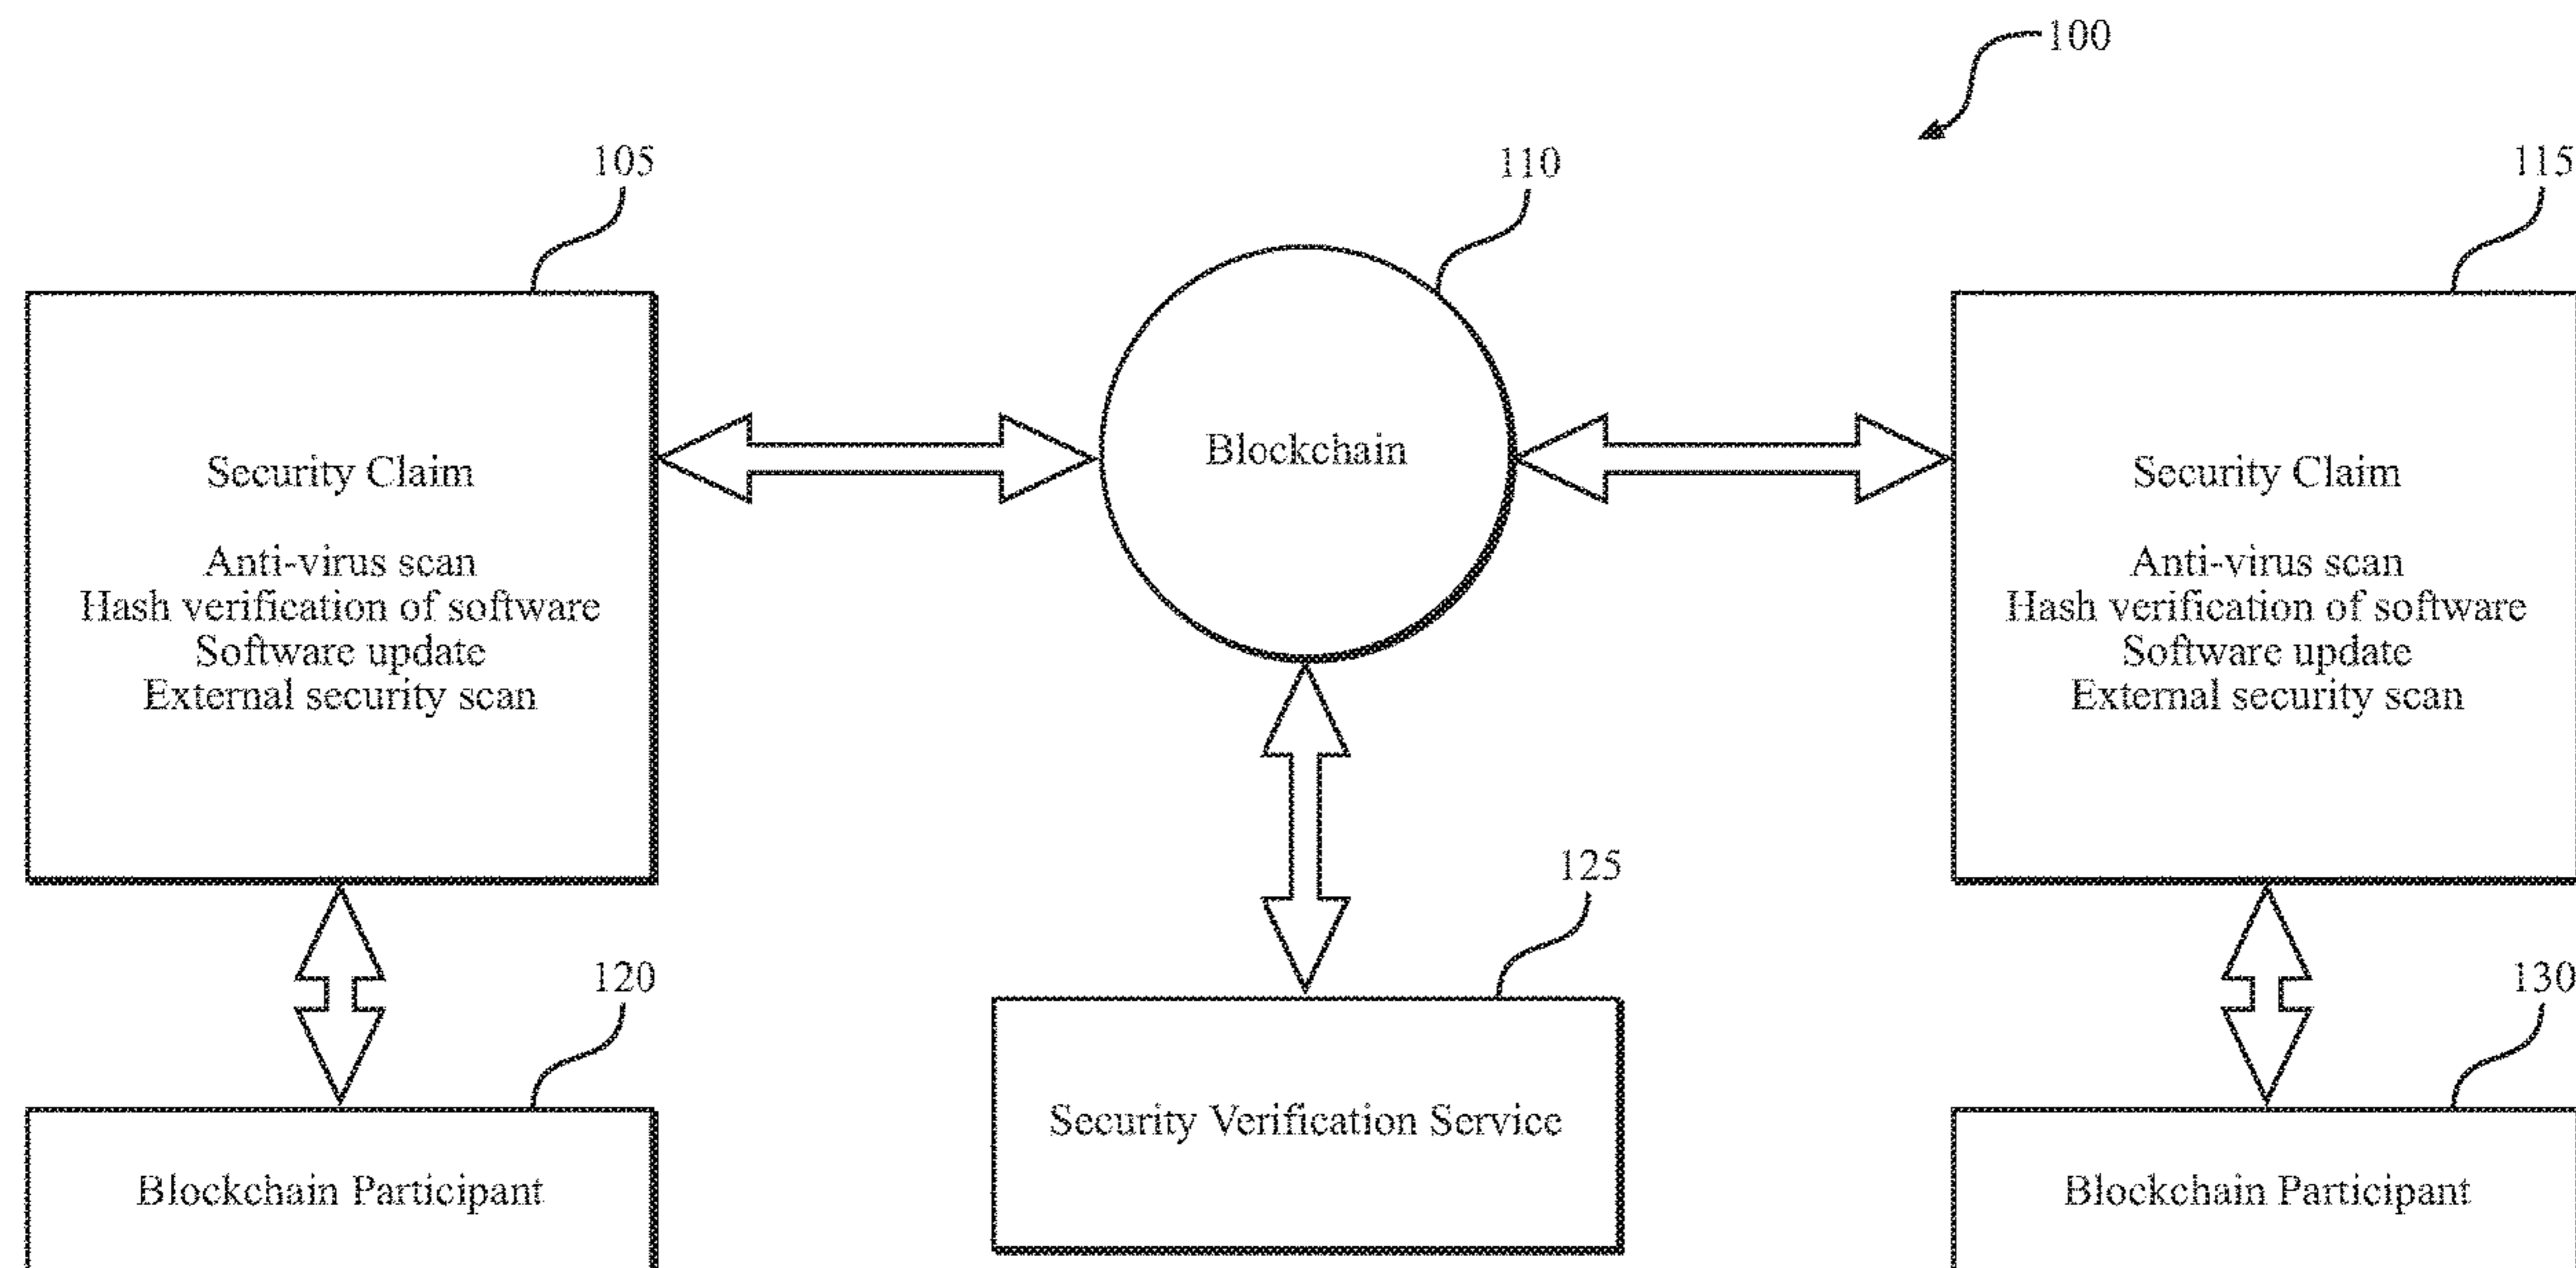 100
105
110
115
Security Claim
Anti-virus scan
Hash verification of software
Software update
External security scan
Blockchain
Security Claim
Anti-virus scan
Hash verification of software
Software update
External security scan
125
120
130
Security Verification Service
Blockchain Participant
Blockchain Participant